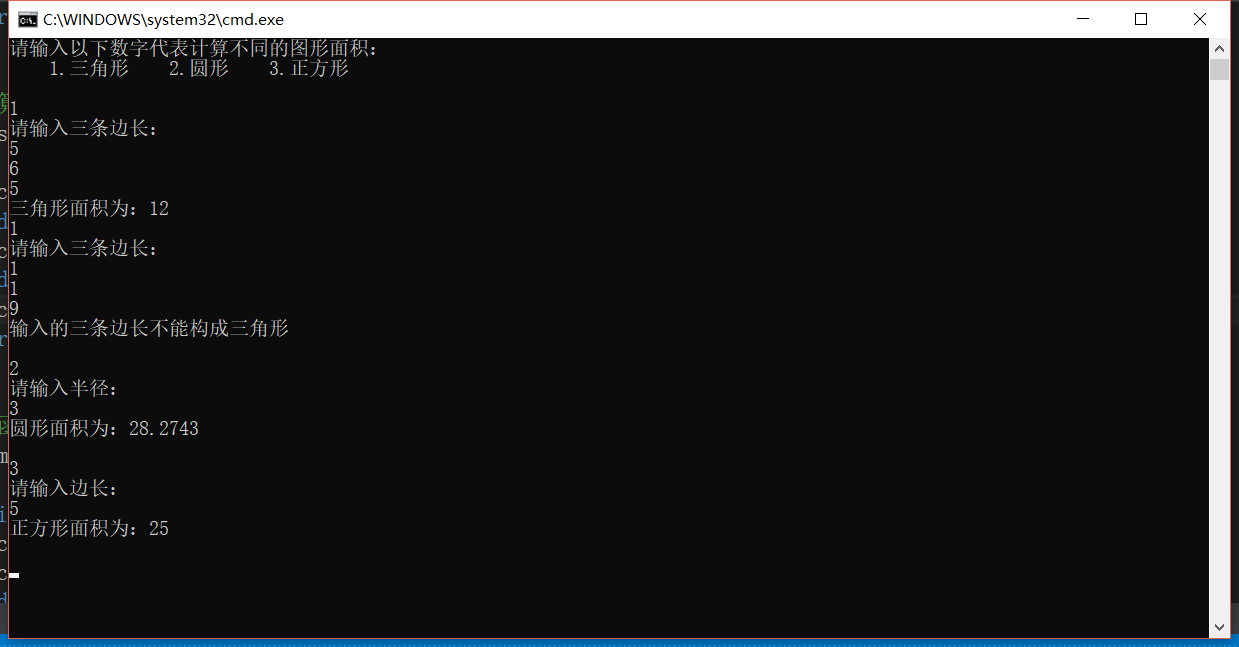 C:\WINDOWS\system32\cmd.exe
请输入以下数字代表计算不同的图形面积:
1.三角形 2.圆形 3.正方形
1
请输入三条边长:
5
6
5
三角形面积为: 12
1
请输入三条边长:
1
1
9
输入的三条边长不能构成三角形
2
请输入半径:
3
圆形面积为: 28.2743
3
请输入边长:
5
正方形面积为: 25